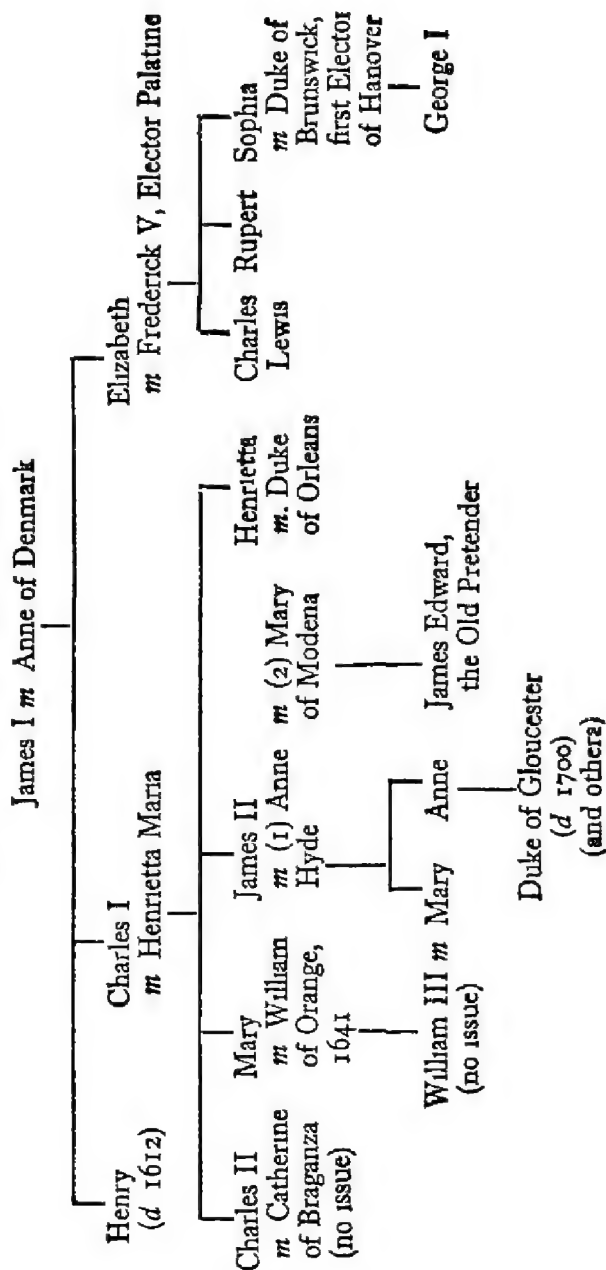 James I m Anne of Denmark
Henry
(d 1612)
Charles I
m Henrietta Maria
Elizabeth
m Frederick V, Elector Palatine
Charles II
m Catherine
of Braganza
(no issue)
Mary
m William
of Orange,
1641
James II
m (1) Anne
Hyde
m (2) Mary
of Modena
Henrietta
m. Duke
of Orleans
Charles
Lewis
Rupert
Sophia
m Duke of
Brunswick,
first Elector
of Hanover
William III m Mary
(no issue)
Anne
James Edward,
the Old Pretender
George I
Duke of Gloucester
(d 1700)
(and others)